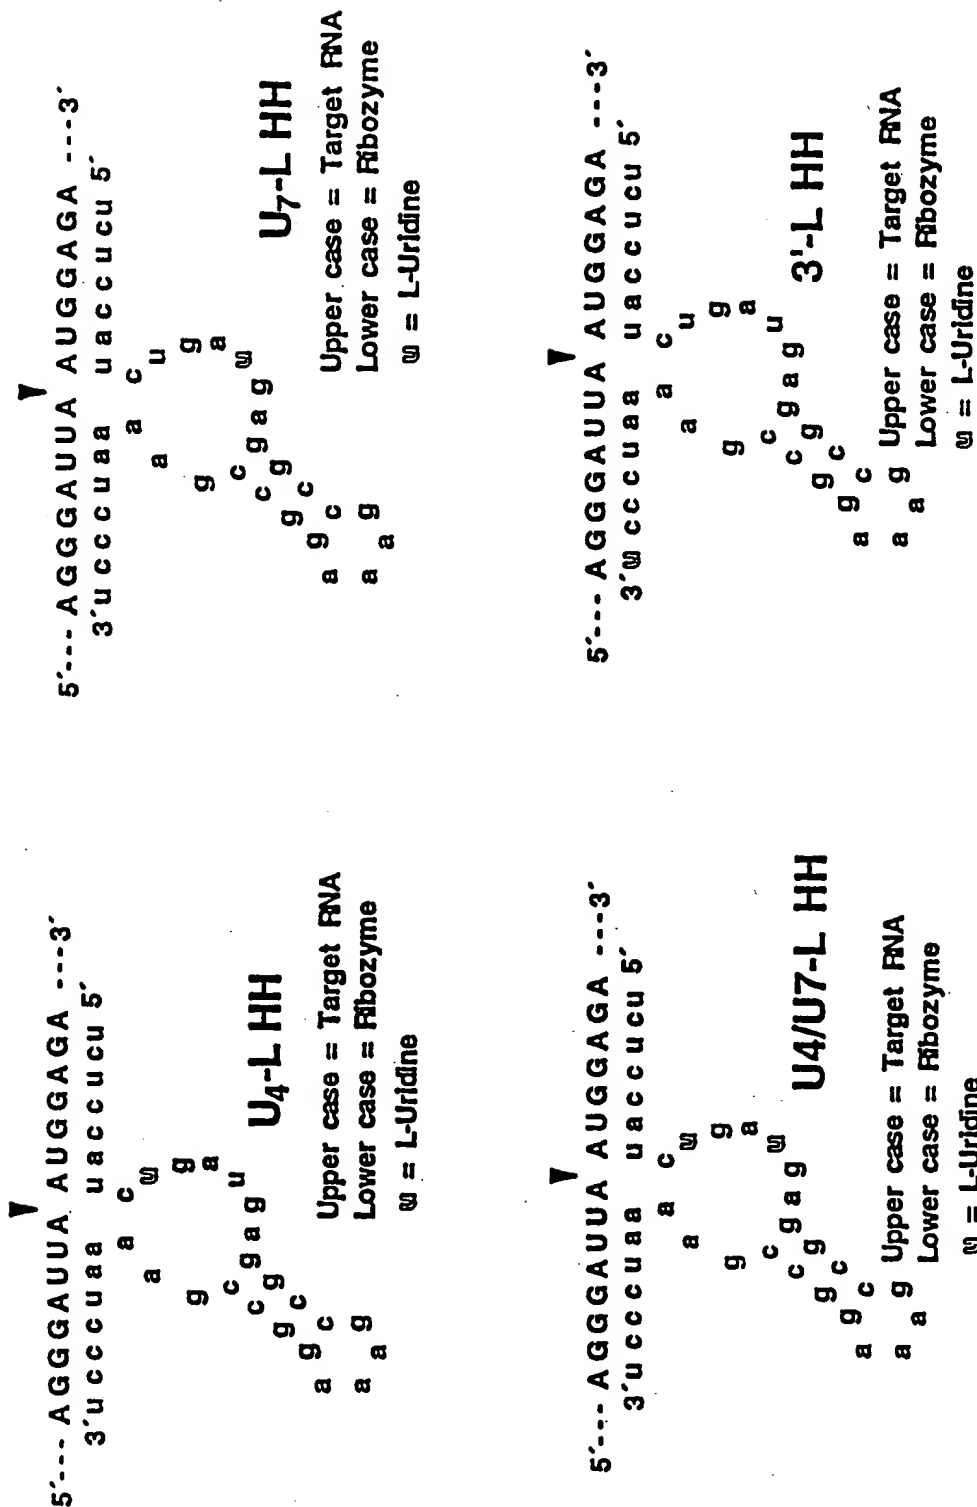 5´--- AGGGAUUA AUGGAGA ---3´
3´ucccuaa uaccucu 5´
a c
a u
g g a
c g a g u
c g
g c
g c
a g
a a
U₄-L HH
Upper case = Target RNA
Lower case = Ribozyme
u = L-Uridine
5´--- AGGGAUUA AUGGAGA ---3´
3´ucccuaa uaccucu 5´
a c
a u
g g a
c g a g u
c g
g c
g c
a g
a a
U₇-L HH
Upper case = Target RNA
Lower case = Ribozyme
u = L-Uridine
5´--- AGGGAUUA AUGGAGA ---3´
3´ucccuaa uaccucu 5´
a c
a u
g g a
c g a g u
c g
g c
g c
a g
a a
U4/U7-L HH
Upper case = Target RNA
Lower case = Ribozyme
u = L-Uridine
5´--- AGGGAUUA AUGGAGA ---3´
3´ucccuaa uaccucu 5´
a c
a u
g g a
c g a g u
c g
g c
g c
a g
a a
3'-L HH
Upper case = Target RNA
Lower case = Ribozyme
u = L-Uridine